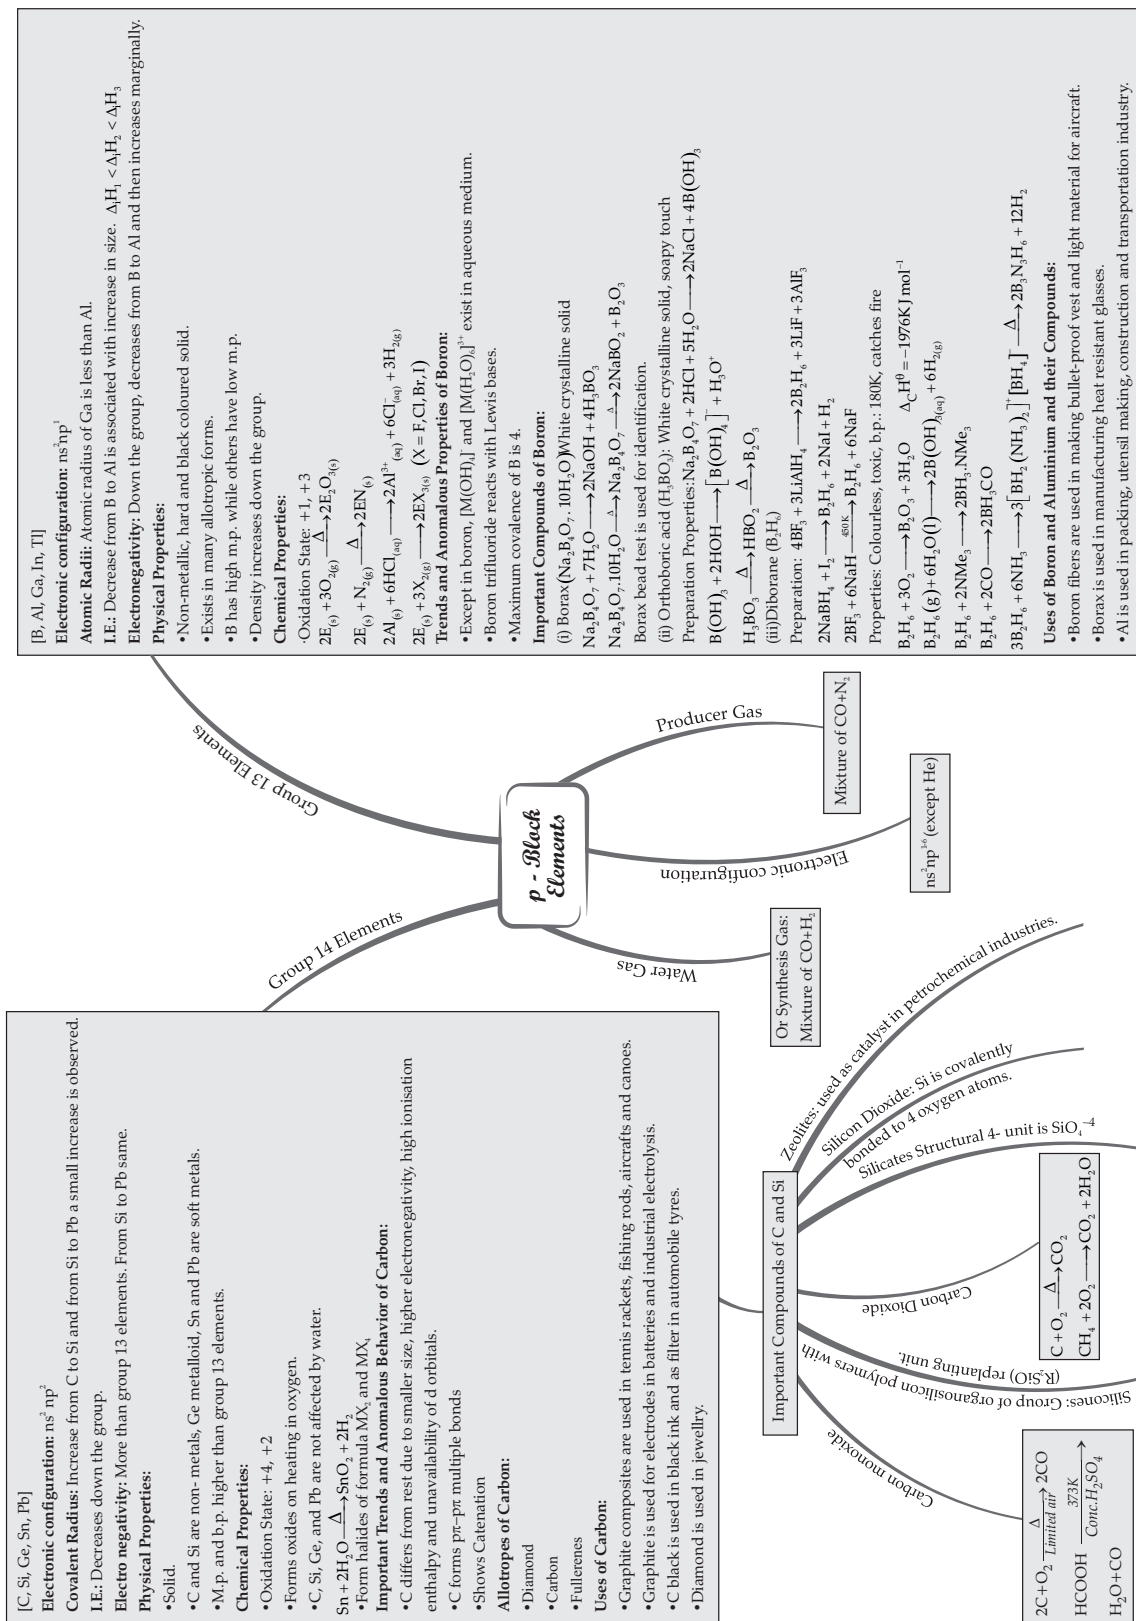 [B, Al, Ga, In, Tl]
Electronic configuration: ns²np¹
Atomic Radii: Atomic radius of Ga is less than Al.
I.E.: Decrease from B to Al is associated with increase in size. ΔᵢH₁ < ΔᵢH₂ < ΔᵢH₃
Electronegativity: Down the group, decreases from B to Al and then increases marginally.
Physical Properties:
•Non-metallic, hard and black coloured solid.
•Exists in many allotropic forms.
•B has high m.p. while others have low m.p.
•Density increases down the group.
Chemical Properties:
·Oxidation State: +1, +3
2E(s) + 3O₂(g) —Δ→ 2E₂O₃(s)
2E(s) + N₂(g) —Δ→ 2EN(s)
2Al(s) + 6HCl(aq) ⟶ 2Al³⁺(aq) + 6Cl⁻(aq) + 3H₂(g)
2E(s) + 3X₂(g) ⟶ 2EX₃(s) (X = F, Cl, Br, 1)
Trends and Anomalous Properties of Boron:
•Except in boron, [M(OH)₄]⁻ and [M(H₂O)₆]³⁺ exist in aqueous medium.
•Boron trifluoride reacts with Lewis bases.
•Maximum covalence of B is 4.
Important Compounds of Boron:
(i) Borax(Na₂B₄O₇. 10H₂O)White crystalline solid
Na₂B₄O₇ + 7H₂O ⟶ 2NaOH + 4H₃BO₃
Na₂B₄O₇.10H₂O —Δ→ Na₂B₄O₇ —Δ→ 2NaBO₂ + B₂O₃
Borax bead test is used for identification.
(ii) Orthoboric acid (H₃BO₃): White crystalline solid, soapy touch
Preparation Properties:Na₂B₄O₇ + 2HCl + 5H₂O ⟶ 2NaCl + 4B(OH)₃
B(OH)₃ + 2HOH ⟶ [B(OH)₄]⁻ + H₃O⁺
H₃BO₃ —Δ→ HBO₂ —Δ→ B₂O₃
(iii)Diborane (B₂H₆)
Preparation: 4BF₃ + 3LiAlH₄ ⟶ 2B₂H₆ + 3LiF + 3AlF₃
2NaBH₄ + I₂ ⟶ B₂H₆ + 2NaI + H₂
2BF₃ + 6NaH —450K→ B₂H₆ + 6NaF
Properties: Colourless, toxic, b.p.: 180K, catches fire
B₂H₆ + 3O₂ ⟶ B₂O₃ + 3H₂O Δ_CH^θ = −1976KJ mol⁻¹
B₂H₆(g) + 6H₂O(l) ⟶ 2B(OH)₃(aq) + 6H₂(g)
B₂H₆ + 2NMe₃ ⟶ 2BH₃.NMe₃
B₂H₆ + 2CO ⟶ 2BH₃CO
3B₂H₆ + 6NH₃ ⟶ 3[BH₂(NH₃)₂]⁺[BH₄]⁻ —Δ→ 2B₃N₃H₆ + 12H₂
Uses of Boron and Aluminium and their Compounds:
•Boron fibers are used in making bullet-proof vest and light material for aircraft.
•Borax is used in manufacturing heat resistant glasses.
•Al is used in packing, utensil making, construction and transportation industry.
Group 13 Elements
p - Block
Elements
Producer Gas
Mixture of CO+N₂
Electronic configuration
ns²np¹⁻⁶ (except He)
Water Gas
Or Synthesis Gas:
Mixture of CO+H₂
Group 14 Elements
[C, Si, Ge, Sn, Pb]
Electronic configuration: ns² np²
Covalent Radius: Increase from C to Si and from Si to Pb a small increase is observed.
I.E.: Decreases down the group
Electro negativity: More than group 13 elements. From Si to Pb same.
Physical Properties:
•Solid.
•C and Si are non- metals, Ge metalloid, Sn and Pb are soft metals.
•M.p. and b.p. higher than group 13 elements.
Chemical Properties:
•Oxidation State: +4, +2
•Forms oxides on heating in oxygen.
•C, Si, Ge, and Pb are not affected by water.
Sn + 2H₂O —Δ→ SnO₂ + 2H₂
•Form halides of formula MX₂ and MX₄
Important Trends and Anomalous Behavior of Carbon:
•C differs from rest due to smaller size, higher electronegativity, high ionisation
enthalpy and unavailability of d orbitals.
•C forms pπ–pπ multiple bonds
•Shows Catenation
Allotropes of Carbon:
•Diamond
•Carbon
•Fullerenes
Uses of Carbon:
•Graphite composites are used in tennis rackets, fishing rods, aircrafts and canoes.
•Graphite is used for electrodes in batteries and industrial electrolysis.
•C black is used in black ink and as filter in automobile tyres.
•Diamond is used in jewellry.
Important Compounds of C and Si
Zeolites: used as catalyst in petrochemical industries.
Silicon Dioxide: Si is covalently
bonded to 4 oxygen atoms.
Silicates Structural 4- unit is SiO₄⁻⁴
Carbon Dioxide
C + O₂ —Δ→ CO₂
CH₄ + 2O₂ ⟶ CO₂ + 2H₂O
Silicones: Group of organosilicon polymers with
(R₂SiO) replanting unit.
Carbon monoxide
2C+O₂ —Δ, Limited air→ 2CO
HCOOH —373K, Conc.H₂SO₄→
H₂O+CO